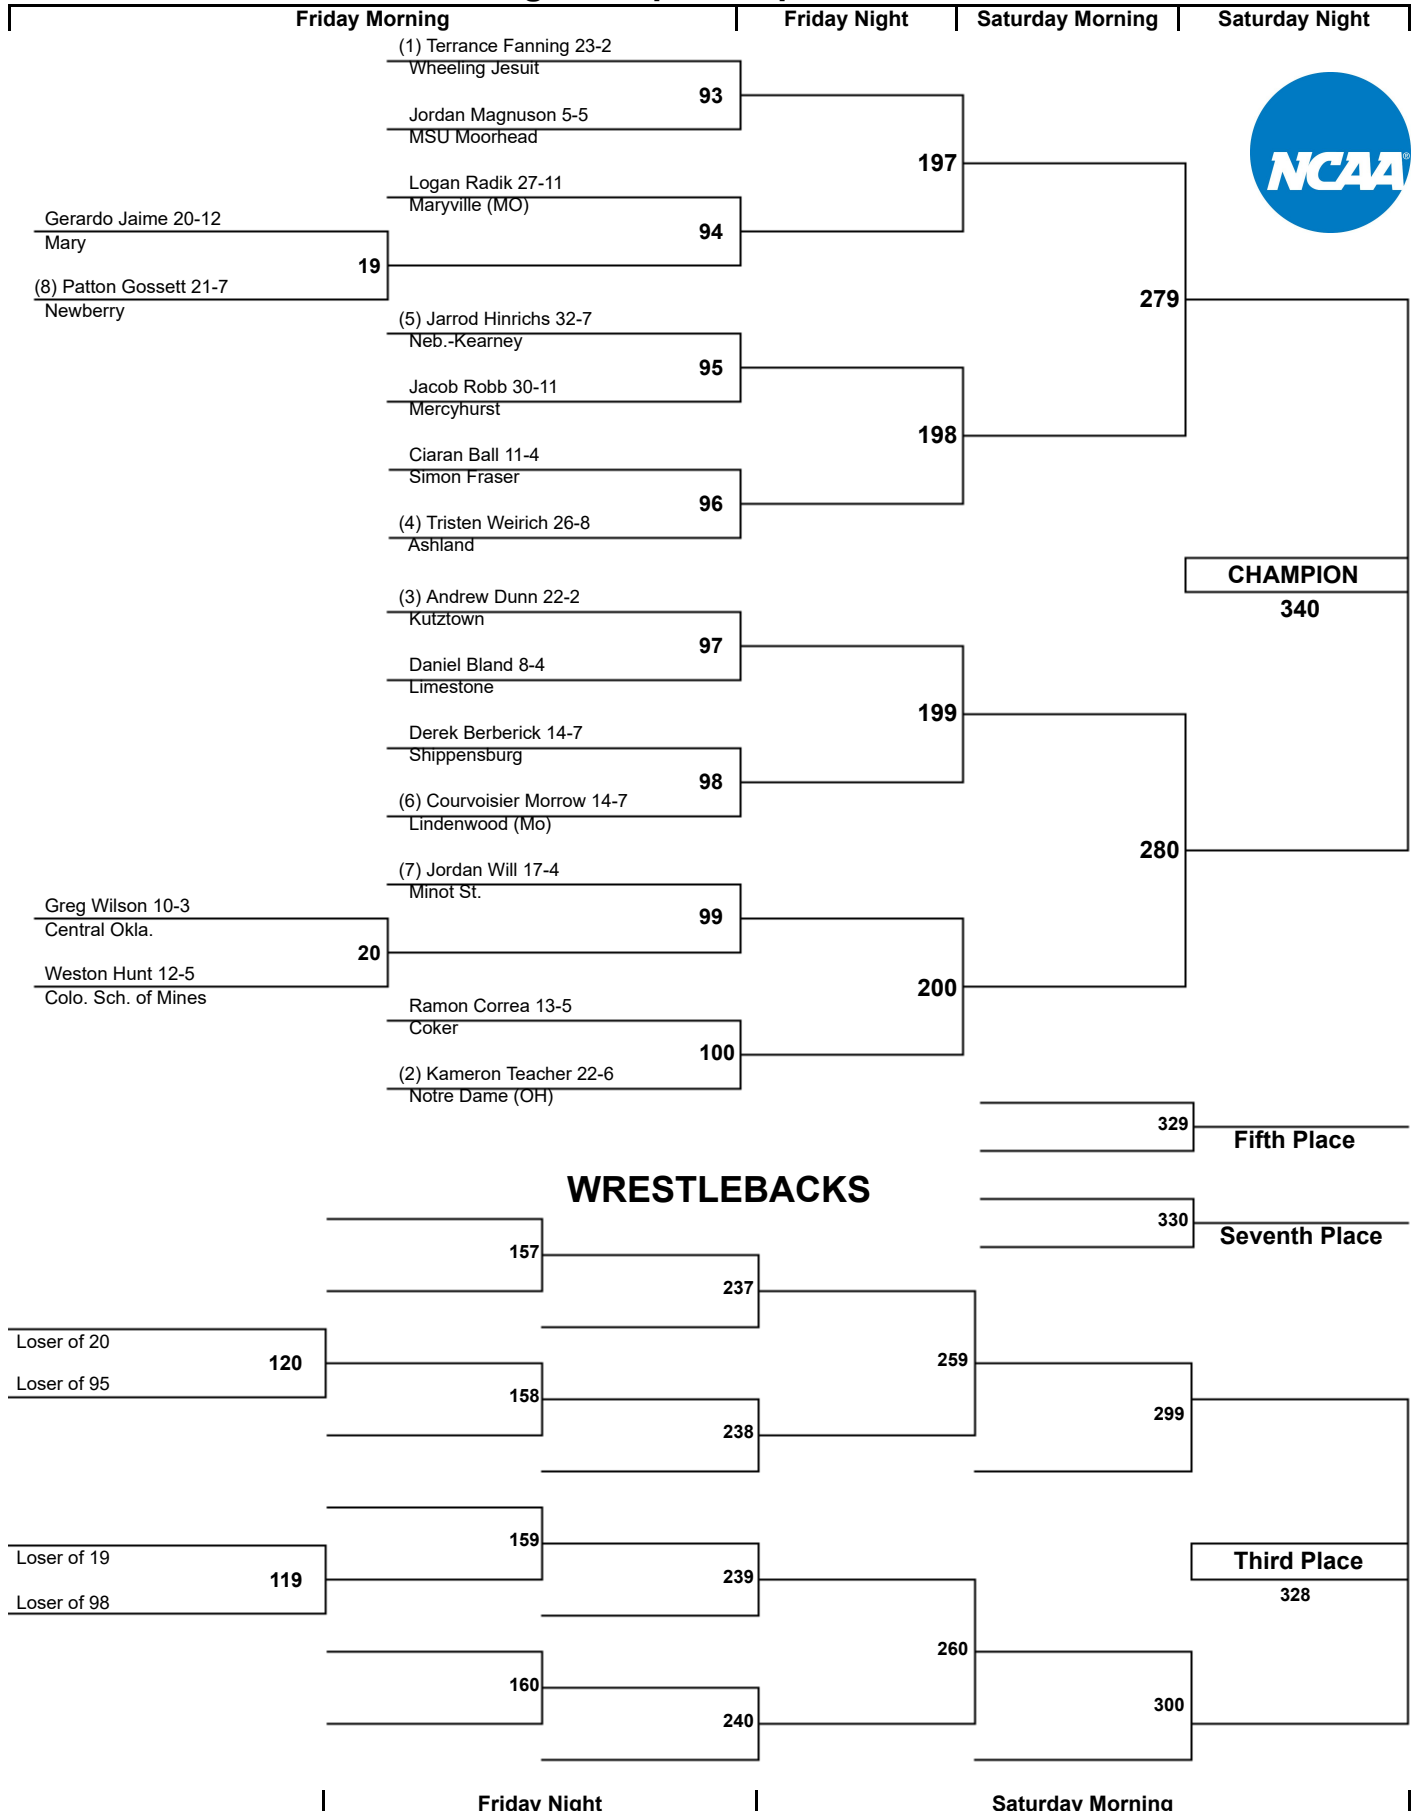 Friday Morning
Friday Night
Saturday Morning
Saturday Night
(1) Terrance Fanning 23-2
Wheeling Jesuit
93
Jordan Magnuson 5-5
MSU Moorhead
197
NCAA®
Logan Radik 27-11
Maryville (MO)
94
Gerardo Jaime 20-12
Mary
19
(8) Patton Gossett 21-7
Newberry
279
(5) Jarrod Hinrichs 32-7
Neb.-Kearney
95
Jacob Robb 30-11
Mercyhurst
198
Ciaran Ball 11-4
Simon Fraser
96
(4) Tristen Weirich 26-8
Ashland
CHAMPION
340
(3) Andrew Dunn 22-2
Kutztown
97
Daniel Bland 8-4
Limestone
199
Derek Berberick 14-7
Shippensburg
98
(6) Courvoisier Morrow 14-7
Lindenwood (Mo)
280
(7) Jordan Will 17-4
Minot St.
99
Greg Wilson 10-3
Central Okla.
20
Weston Hunt 12-5
Colo. Sch. of Mines
200
Ramon Correa 13-5
Coker
100
(2) Kameron Teacher 22-6
Notre Dame (OH)
329
Fifth Place
WRESTLEBACKS
330
Seventh Place
157
237
Loser of 20
120
Loser of 95
259
158
299
238
159
Loser of 19
119
Loser of 98
239
Third Place
328
260
160
300
240
Friday Night
Saturday Morning